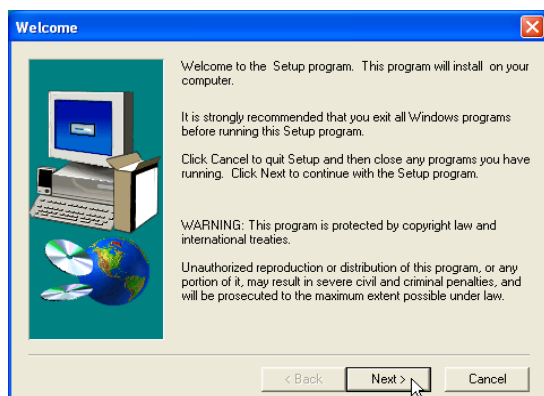 Welcome
Welcome to the Setup program. This program will install on your
computer.
It is strongly recommended that you exit all Windows programs
before running this Setup program.
Click Cancel to quit Setup and then close any programs you have
running. Click Next to continue with the Setup program.
WARNING: This program is protected by copyright law and
international treaties.
Unauthorized reproduction or distribution of this program, or any
portion of it, may result in severe civil and criminal penalties, and
will be prosecuted to the maximum extent possible under law.
< Back Next > Cancel